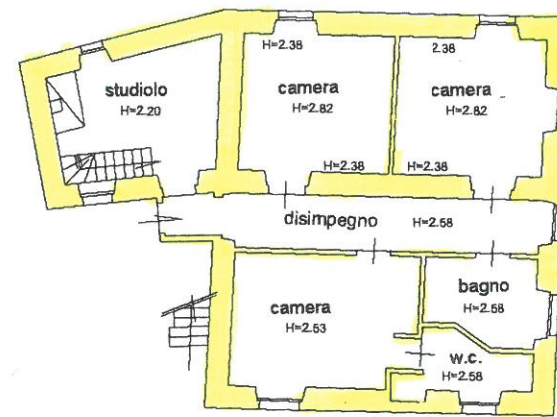 H=2.38
2.38
studiolo
H=2.20
camera
H=2.82
camera
H=2.82
H=2.38
H=2.38
disimpegno
H=2.58
camera
H=2.53
bagno
H=2.58
w.c.
H=2.58